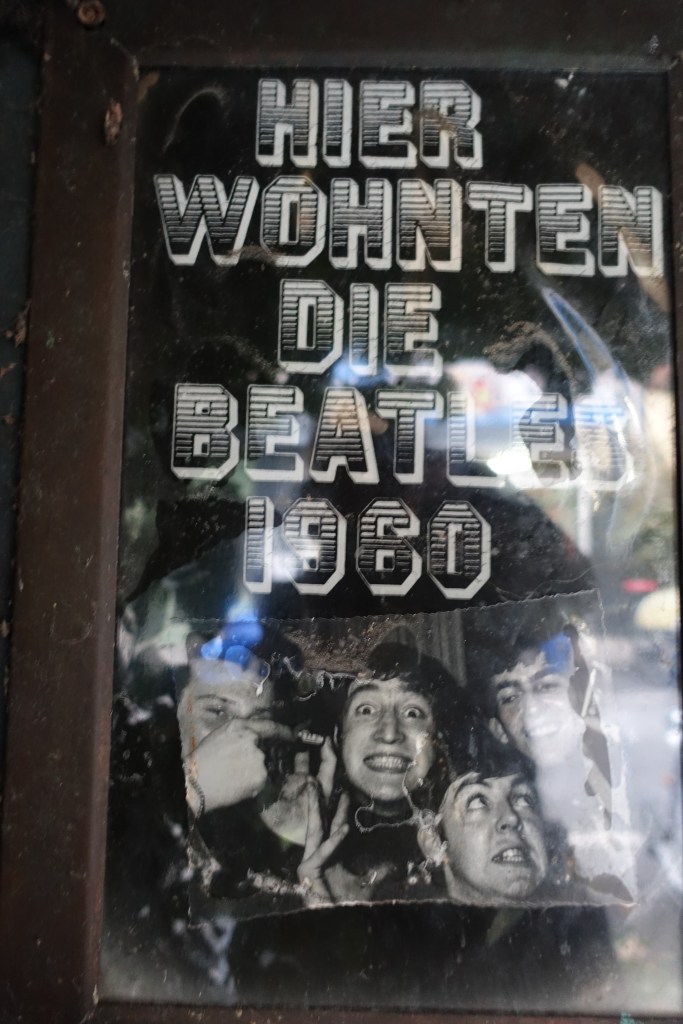 HIER
WOHNTEN
DIE
BEATLES
1960